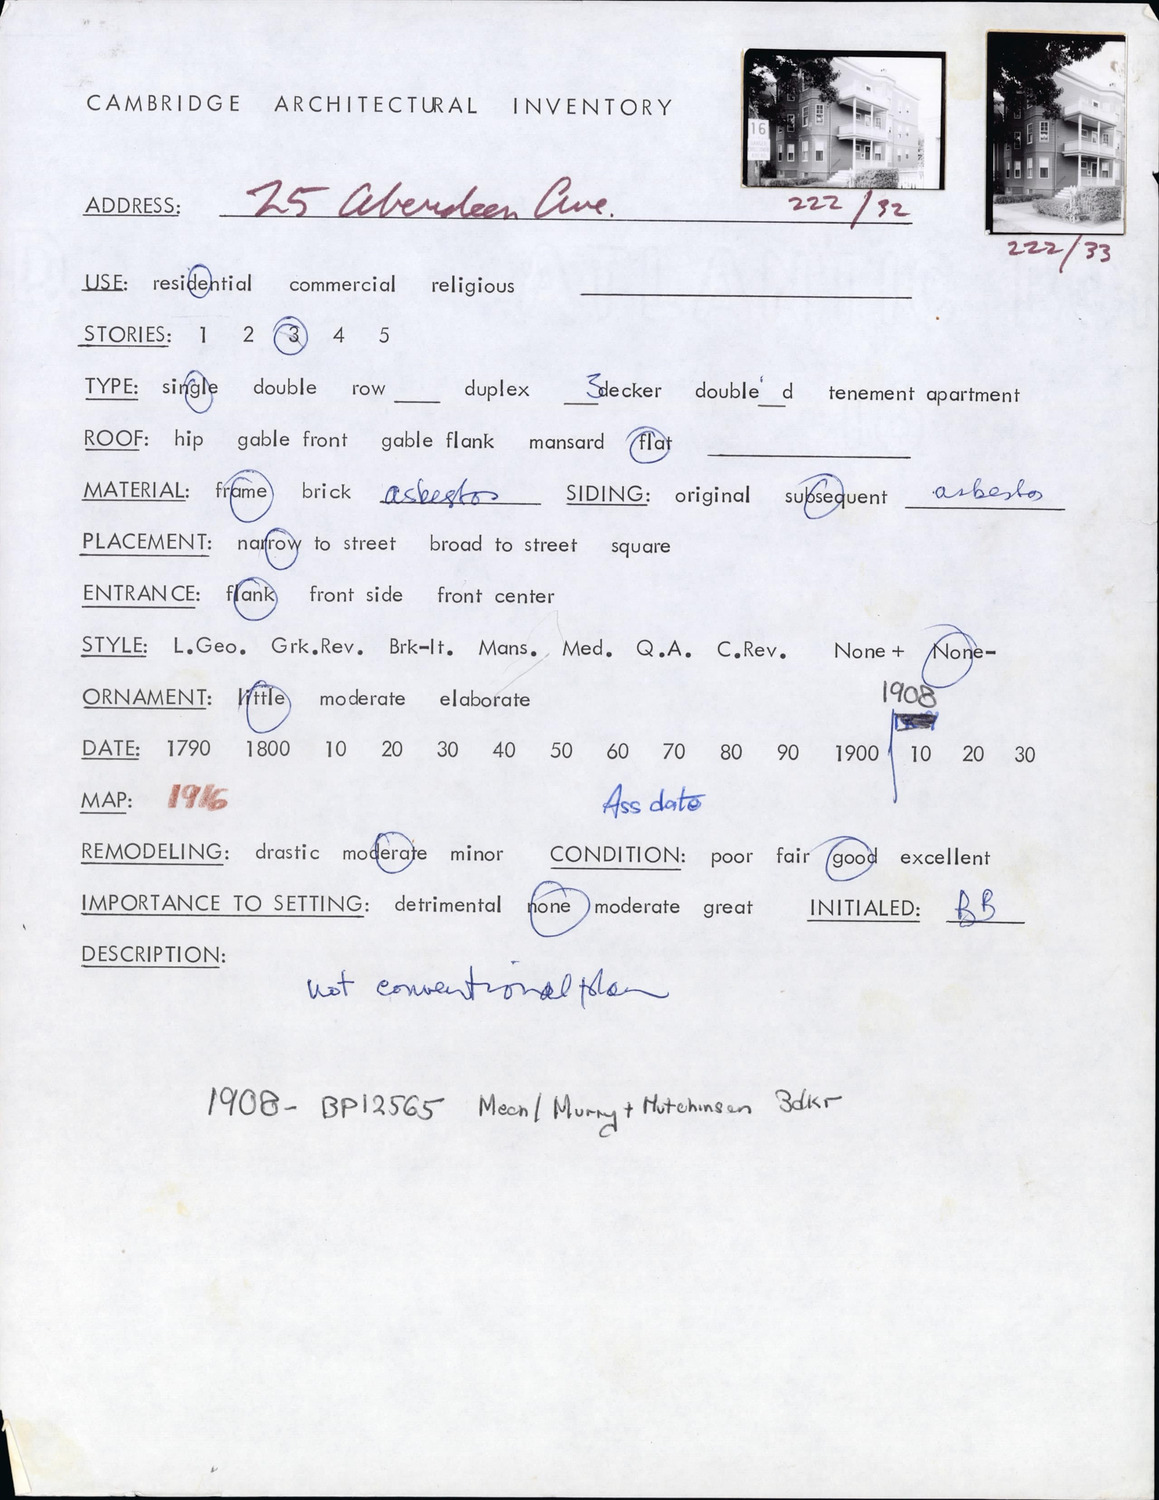 CAMBRIDGE ARCHITECTURAL INVENTORY
16
ADDRESS: 25 Aberdeen Ave.
222/32
222/33
USE: residential commercial religious
STORIES: 1 2 3 4 5
TYPE: single double row ___ duplex 3decker double' d tenement apartment
ROOF: hip gable front gable flank mansard flat
MATERIAL: frame brick asbestos SIDING: original subsequent asbestos
PLACEMENT: narrow to street broad to street square
ENTRANCE: flank front side front center
STYLE: L.Geo. Grk.Rev. Brk-It. Mans. Med. Q.A. C.Rev. None+ None-
ORNAMENT: little moderate elaborate
1908
DATE: 1790 1800 10 20 30 40 50 60 70 80 90 1900 10 20 30
MAP: 1916 Ass date
REMODELING: drastic moderate minor CONDITION: poor fair good excellent
IMPORTANCE TO SETTING: detrimental none moderate great INITIALED: BB
DESCRIPTION:
not conventional plan
1908- BP12565 Mech/Murry + Hutchinsen 3dkr